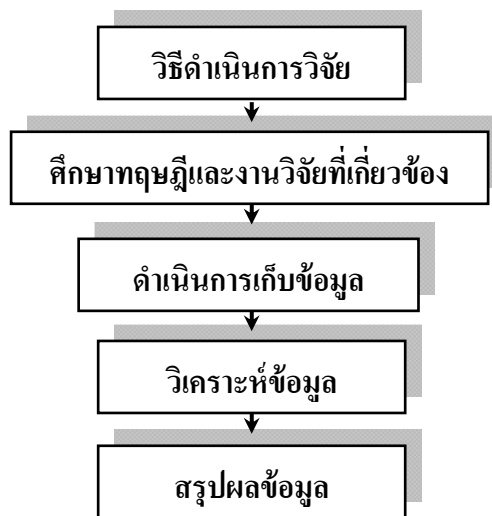 วิธีดำเนินการวิจัย
ศึกษาทฤษฎีและงานวิจัยที่เกี่ยวข้อง
ดำเนินการเก็บข้อมูล
วิเคราะห์ข้อมูล
สรุปผลข้อมูล